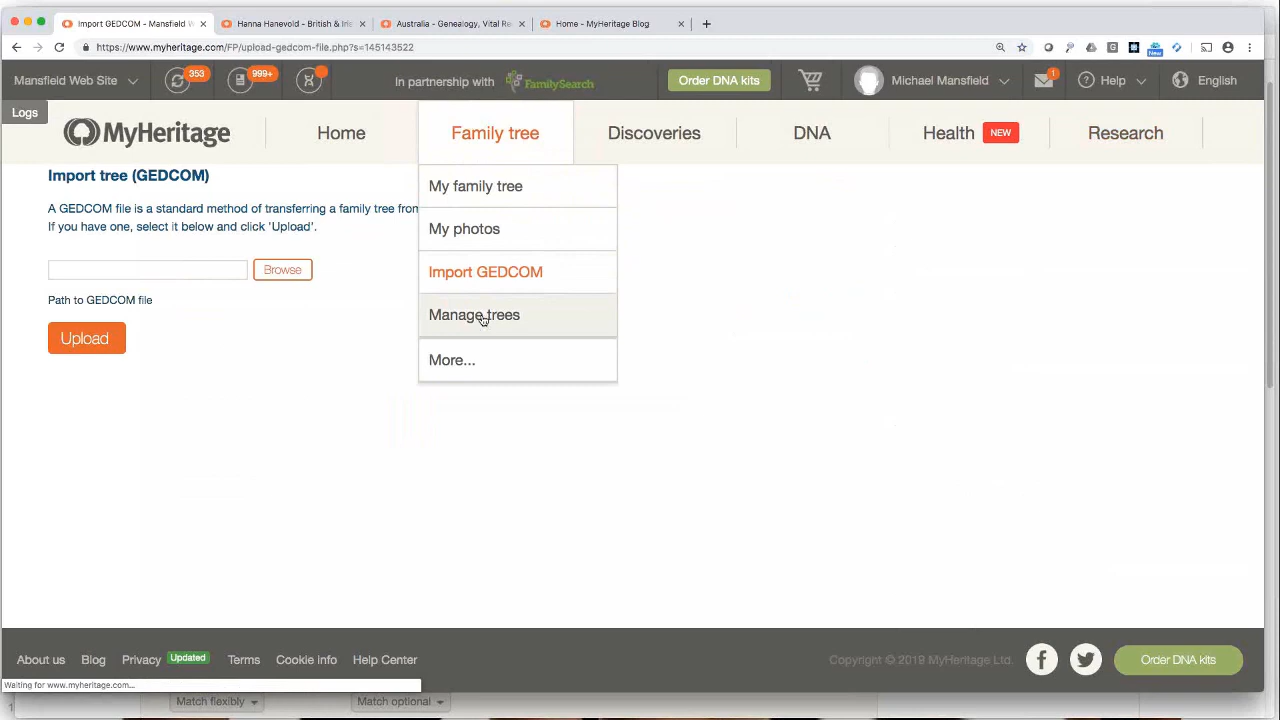 Import GEDCOM - Mansfield W
Hanna Hanevold - British & Iris
Australia - Genealogy, Vital Re
Home - MyHeritage Blog
https://www.myheritage.com/FP/upload-gedcom-file.php?s=145143522
New
Mansfield Web Site 353 999+ In partnership with FamilySearch Order DNA kits Michael Mansfield 1 Help English
Logs
MyHeritage Home Family tree Discoveries DNA Health NEW Research
Import tree (GEDCOM)
A GEDCOM file is a standard method of transferring a family tree from
If you have one, select it below and click 'Upload'.
Browse
Path to GEDCOM file
Upload
My family tree
My photos
Import GEDCOM
Manage trees
More...
About us Blog Privacy Updated Terms Cookie info Help Center Copyright © 2019 MyHeritage Ltd. Order DNA kits
Waiting for www.myheritage.com...
1 Match flexibly Match optional